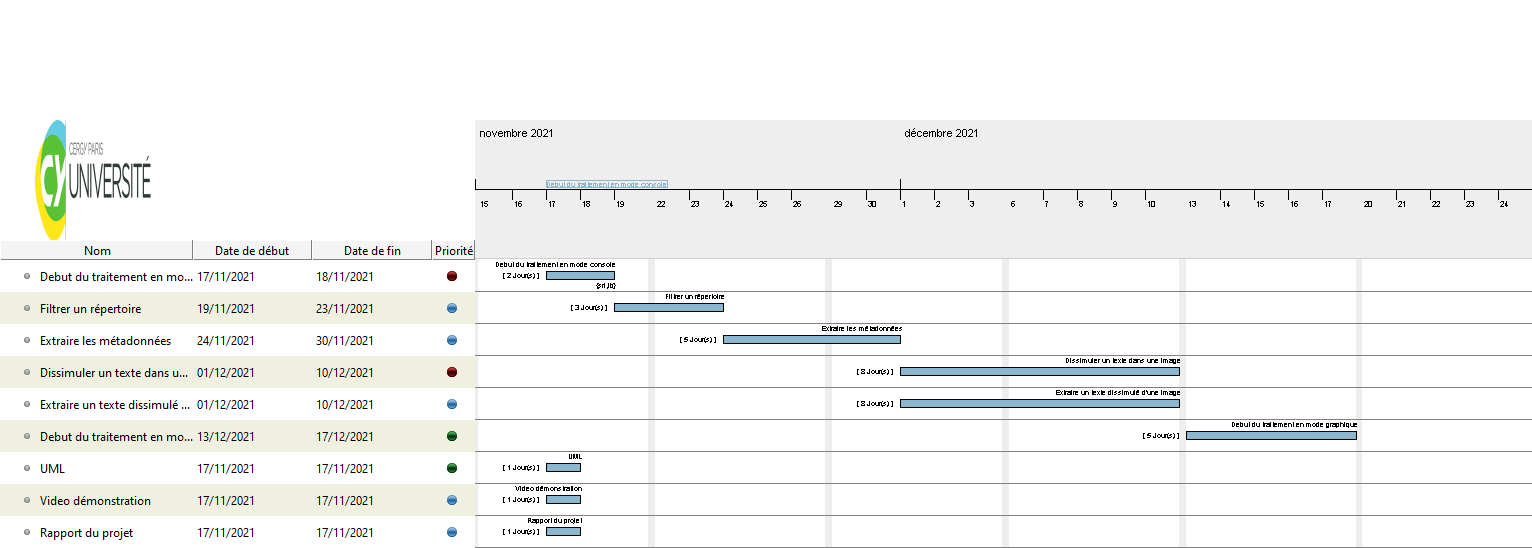 novembre 2021 décembre 2021
CERGY PARIS
CY UNIVERSITÉ
Debut du traitement en mode console
15 16 17 18 19 22 23 24 25 26 29 30 1 2 3 6 7 8 9 10 13 14 15 16 17 20 21 22 23 24
Nom Date de début Date de fin Priorité
Debut du traitement en mo... 17/11/2021 18/11/2021
Debut du traitement en mode console
[ 2 Jour(s) ]
Filtrer un répertoire 19/11/2021 23/11/2021
Filtrer un répertoire
[ 3 Jour(s) ]
Extraire les métadonnées 24/11/2021 30/11/2021
Extraire les métadonnées
[ 5 Jour(s) ]
Dissimuler un texte dans u... 01/12/2021 10/12/2021
Dissimuler un texte dans une image
[ 8 Jour(s) ]
Extraire un texte dissimulé ... 01/12/2021 10/12/2021
Extraire un texte dissimulé d'une image
[ 8 Jour(s) ]
Debut du traitement en mo... 13/12/2021 17/12/2021
Debut du traitement en mode graphique
[ 5 Jour(s) ]
UML 17/11/2021 17/11/2021
UML
[ 1 Jour(s) ]
Video démonstration 17/11/2021 17/11/2021
Video démonstration
[ 1 Jour(s) ]
Rapport du projet 17/11/2021 17/11/2021
Rapport du projet
[ 1 Jour(s) ]